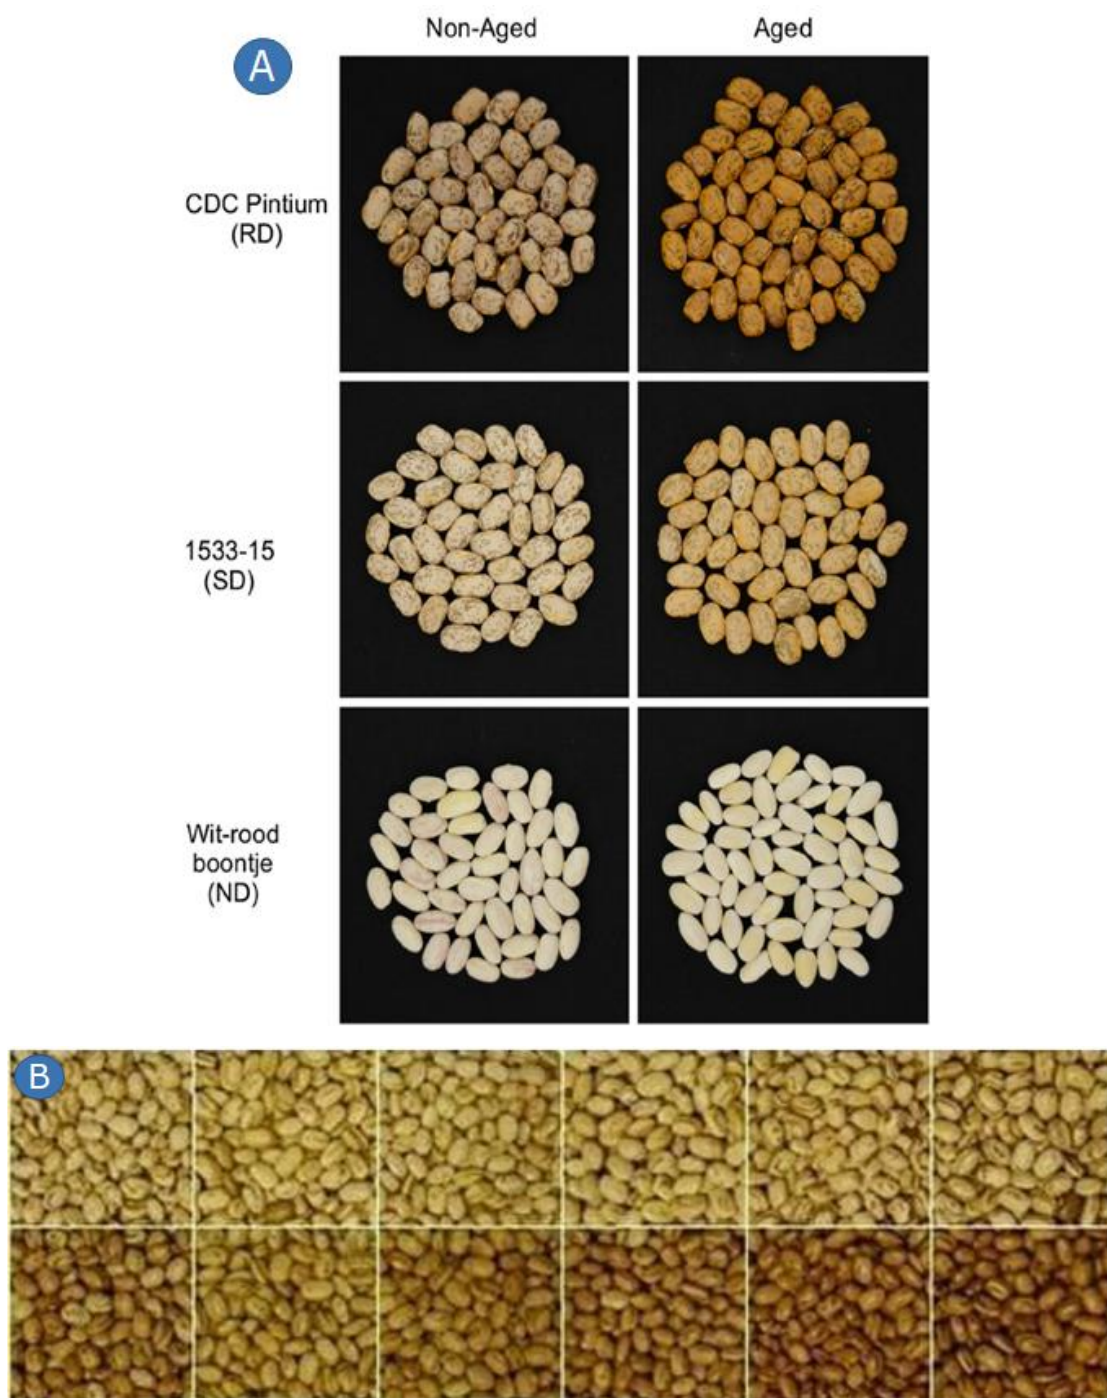 Non-Aged
Aged
A
CDC Pintium
(RD)
1533-15
(SD)
Wit-rood
boontje
(ND)
B